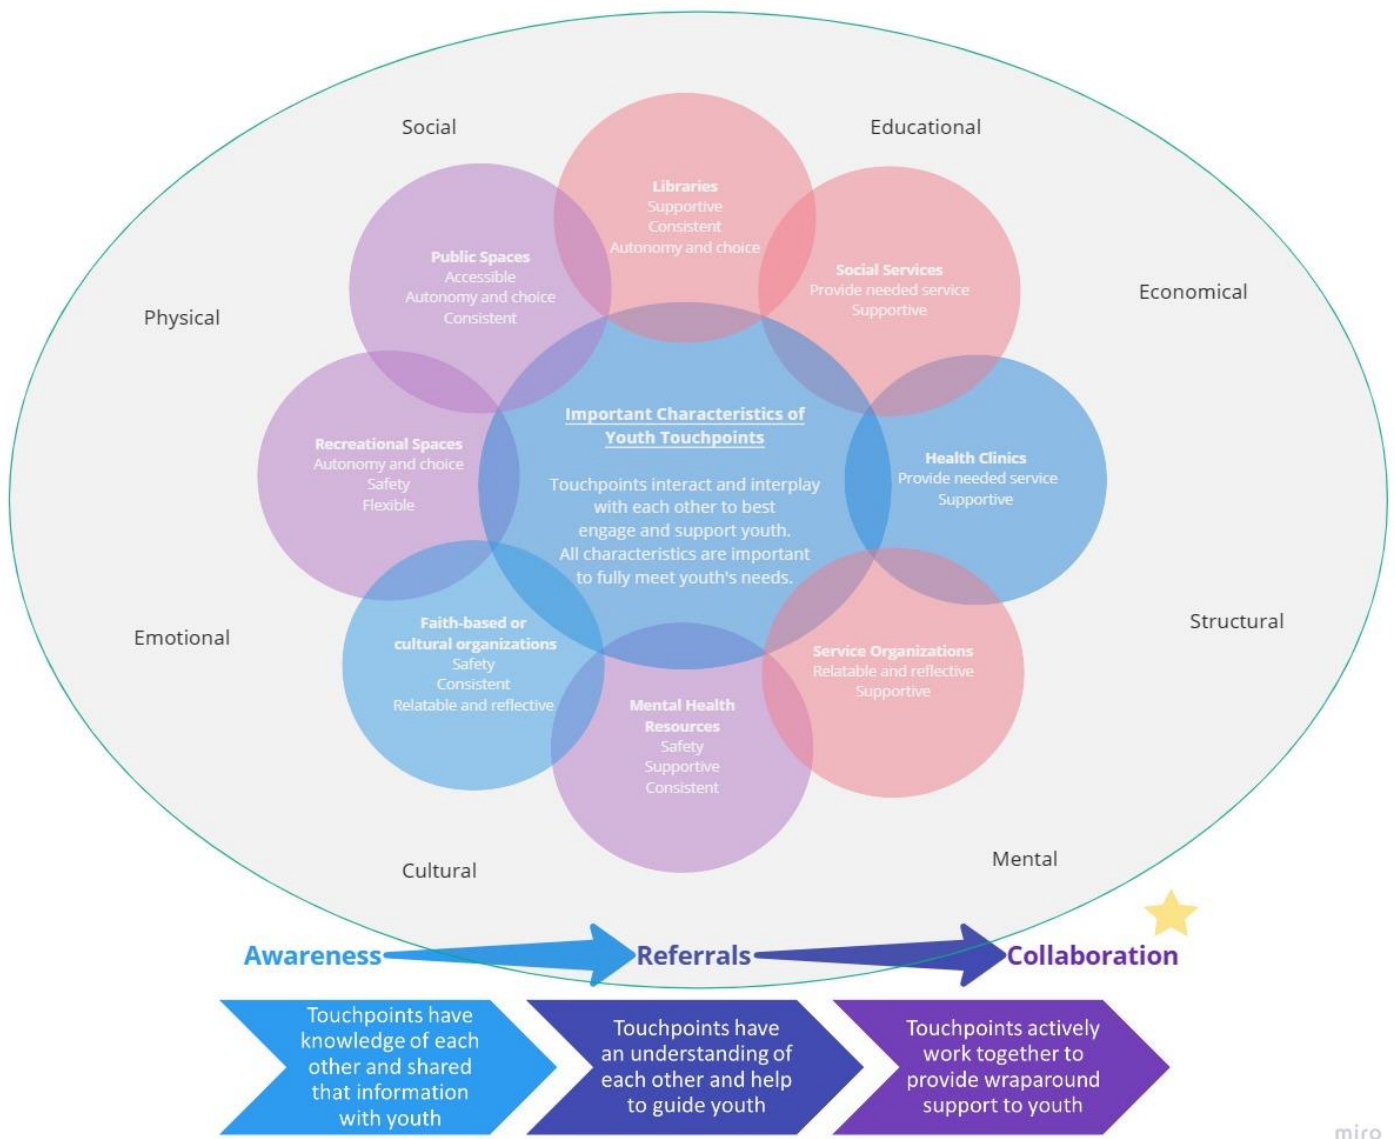 Social
Educational
Libraries
Supportive
Consistent
Autonomy and choice
Public Spaces
Accessible
Autonomy and choice
Consistent
Social Services
Provide needed service
Supportive
Physical
Economical
Recreational Spaces
Autonomy and choice
Safety
Flexible
Important Characteristics of
Youth Touchpoints
Touchpoints interact and interplay
with each other to best
engage and support youth.
All characteristics are important
to fully meet youth's needs.
Health Clinics
Provide needed service
Supportive
Emotional
Structural
Faith-based or
cultural organizations
Safety
Consistent
Relatable and reflective
Mental Health
Resources
Safety
Supportive
Consistent
Service Organizations
Relatable and reflective
Supportive
Cultural
Mental
Awareness
Referrals
Collaboration
Touchpoints have
knowledge of each
other and shared
that information
with youth
Touchpoints have
an understanding of
each other and help
to guide youth
Touchpoints actively
work together to
provide wraparound
support to youth
miro